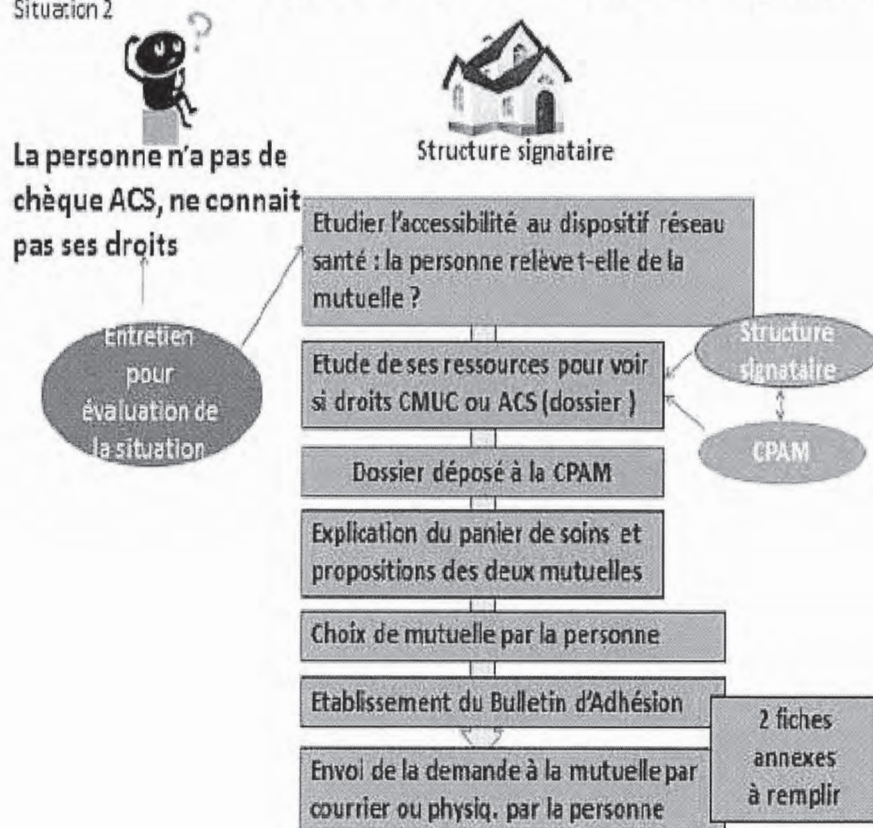 Situation 2
?
La personne n'a pas de
chèque ACS, ne connait
pas ses droits
Structure signataire
Entretien
pour
évaluation de
la situation
Etudier l'accessibilité au dispositif réseau
santé : la personne relève t-elle de la
mutuelle ?
Etude de ses ressources pour voir
si droits CMUC ou ACS (dossier )
Structure
signataire
CPAM
Dossier déposé à la CPAM
Explication du panier de soins et
propositions des deux mutuelles
Choix de mutuelle par la personne
Etablissement du Bulletin d'Adhésion
2 fiches
annexes
à remplir
Envoi de la demande à la mutuelle par
courrier ou physiq. par la personne